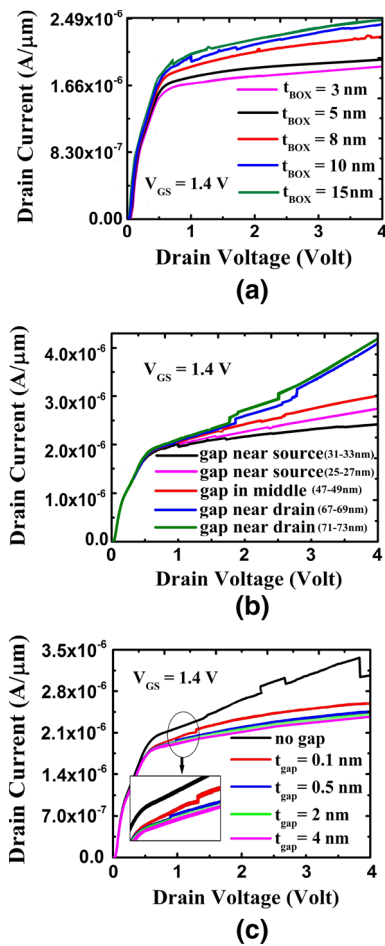 2.49x10⁻⁶
1.66x10⁻⁶
8.30x10⁻⁷
0.00
Drain Current (A/μm)
V_GS = 1.4 V
t_BOX = 3 nm
t_BOX = 5 nm
t_BOX = 8 nm
t_BOX = 10 nm
t_BOX = 15nm
0 1 2 3 4
Drain Voltage (Volt)
(a)
4.0x10⁻⁶
3.0x10⁻⁶
2.0x10⁻⁶
1.0x10⁻⁶
0.0
Drain Current (A/μm)
V_GS = 1.4 V
gap near source(31-33nm)
gap near source(25-27nm)
gap in middle (47-49nm)
gap near drain(67-69nm)
gap near drain(71-73nm)
0 1 2 3 4
Drain Voltage (Volt)
(b)
3.5x10⁻⁶
2.8x10⁻⁶
2.1x10⁻⁶
1.4x10⁻⁶
7.0x10⁻⁷
0.0
Drain Current (A/μm)
V_GS = 1.4 V
no gap
t_gap = 0.1 nm
t_gap = 0.5 nm
t_gap = 2 nm
t_gap = 4 nm
0 1 2 3 4
Drain Voltage (Volt)
(c)